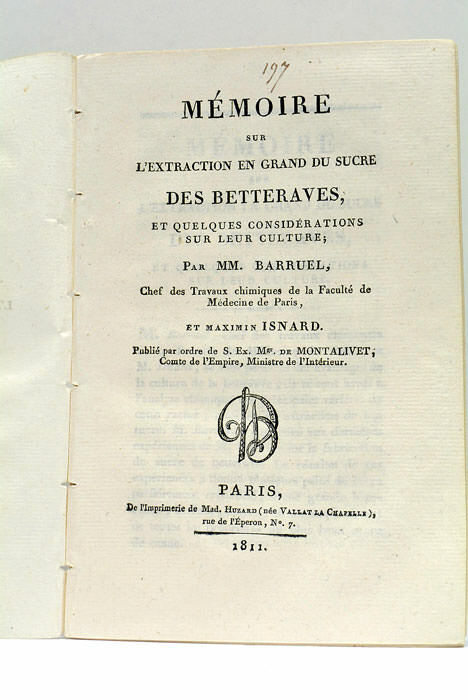 197
MÉMOIRE
SUR
L'EXTRACTION EN GRAND DU SUCRE
DES BETTERAVES,
ET QUELQUES CONSIDÉRATIONS
SUR LEUR CULTURE;
PAR MM. BARRUEL,
Chef des Travaux chimiques de la Faculté de
Médecine de Paris,
ET MAXIMIN ISNARD.
Publié par ordre de S. Ex. Mgr. DE MONTALIVET,
Comte de l'Empire, Ministre de l'Intérieur.
PARIS,
De l'Imprimerie de Mad. HUZARD (née VALLAT LA CHAPELLE),
rue de l'Éperon, No. 7.
1811.